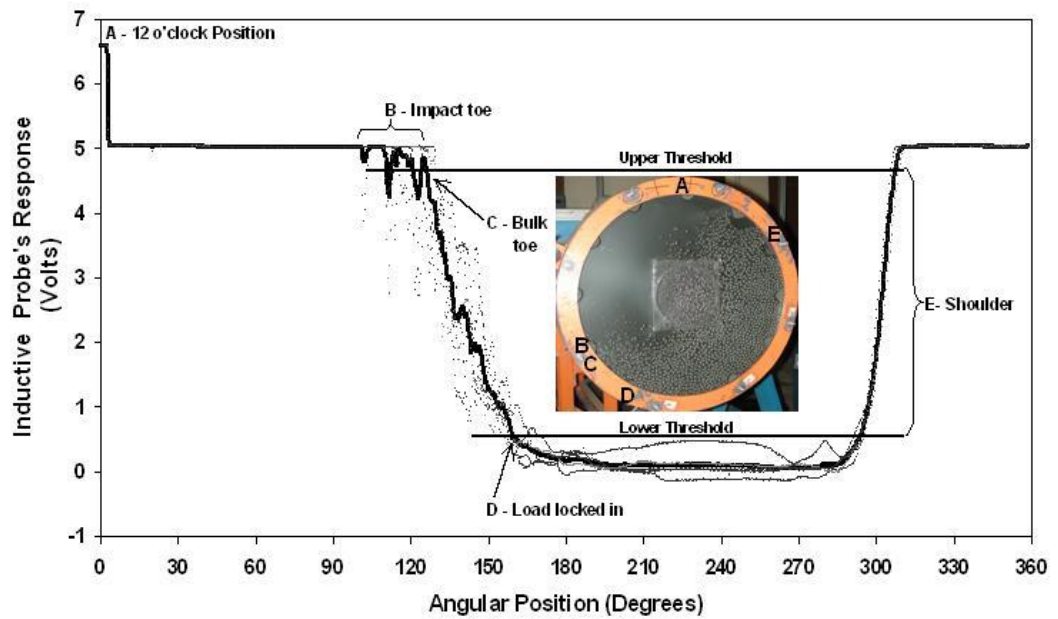 7
6
5
4
3
2
1
0
-1
Inductive Probe's Response
(Volts)
A - 12 o'clock Position
B - Impact toe
Upper Threshold
C - Bulk
toe
A
E
B
C
D
E- Shoulder
Lower Threshold
D - Load locked in
0 30 60 90 120 150 180 210 240 270 300 330 360
Angular Position (Degrees)